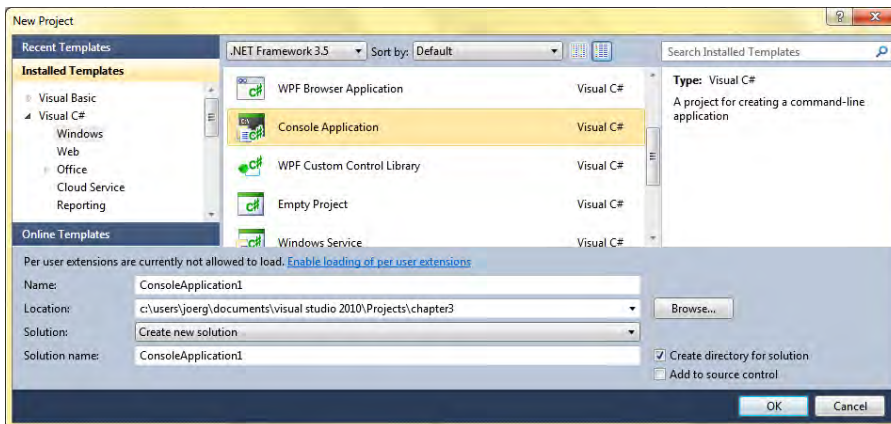 New Project
Recent Templates
Installed Templates
Visual Basic
Visual C#
Windows
Web
Office
Cloud Service
Reporting
Online Templates
.NET Framework 3.5
Sort by: Default
WPF Browser Application Visual C#
Console Application Visual C#
WPF Custom Control Library Visual C#
Empty Project Visual C#
Windows Service Visual C#
Search Installed Templates
Type: Visual C#
A project for creating a command-line
application
Per user extensions are currently not allowed to load. Enable loading of per user extensions
Name: ConsoleApplication1
Location: c:\users\joerg\documents\visual studio 2010\Projects\chapter3
Browse...
Solution: Create new solution
Solution name: ConsoleApplication1
Create directory for solution
Add to source control
OK Cancel